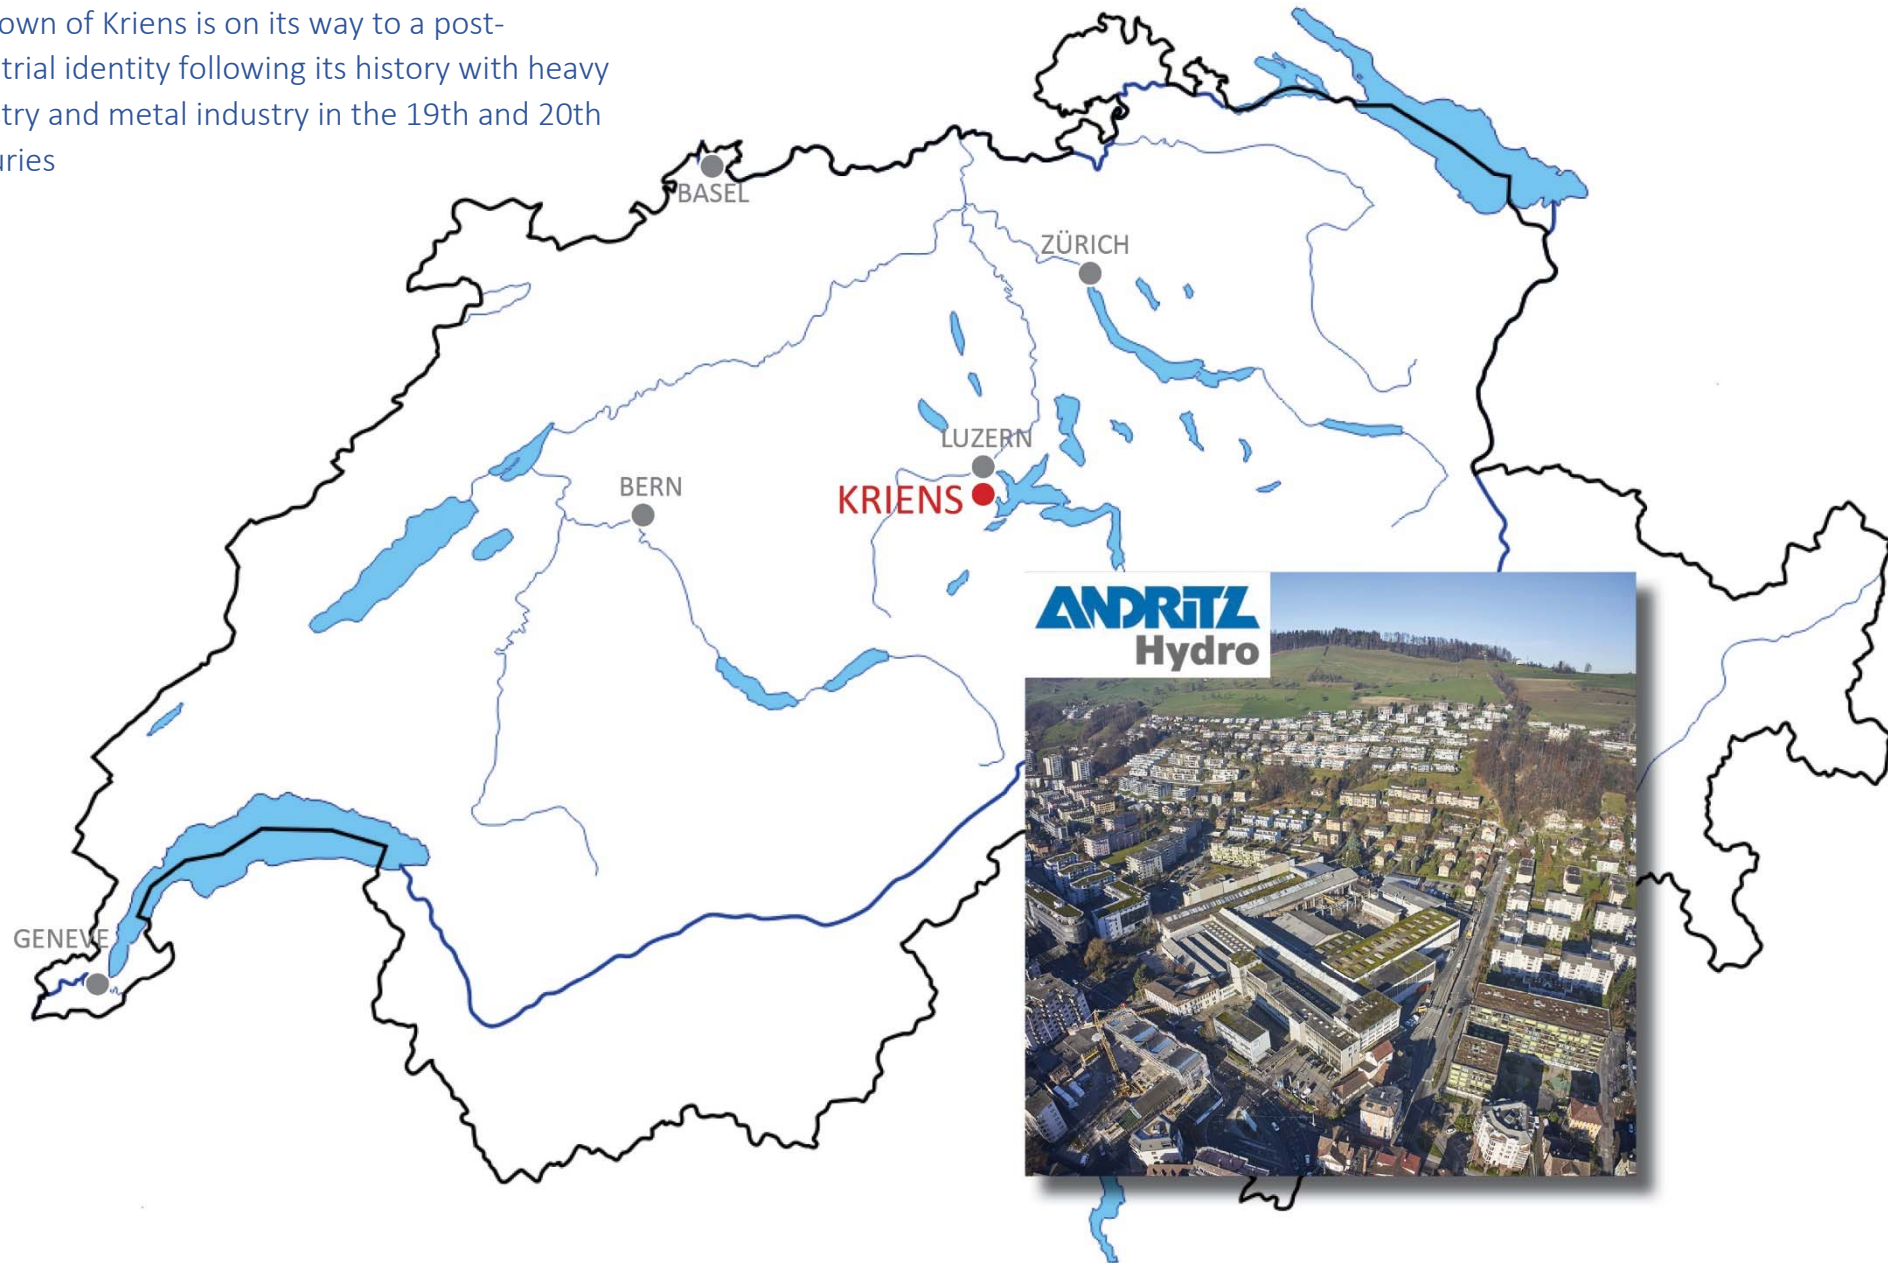 own of Kriens is on its way to a post-
trial identity following its history with heavy
try and metal industry in the 19th and 20th
uries
BASEL
ZÜRICH
LUZERN
BERN
KRIENS
ANDRITZ
Hydro
GENEVE